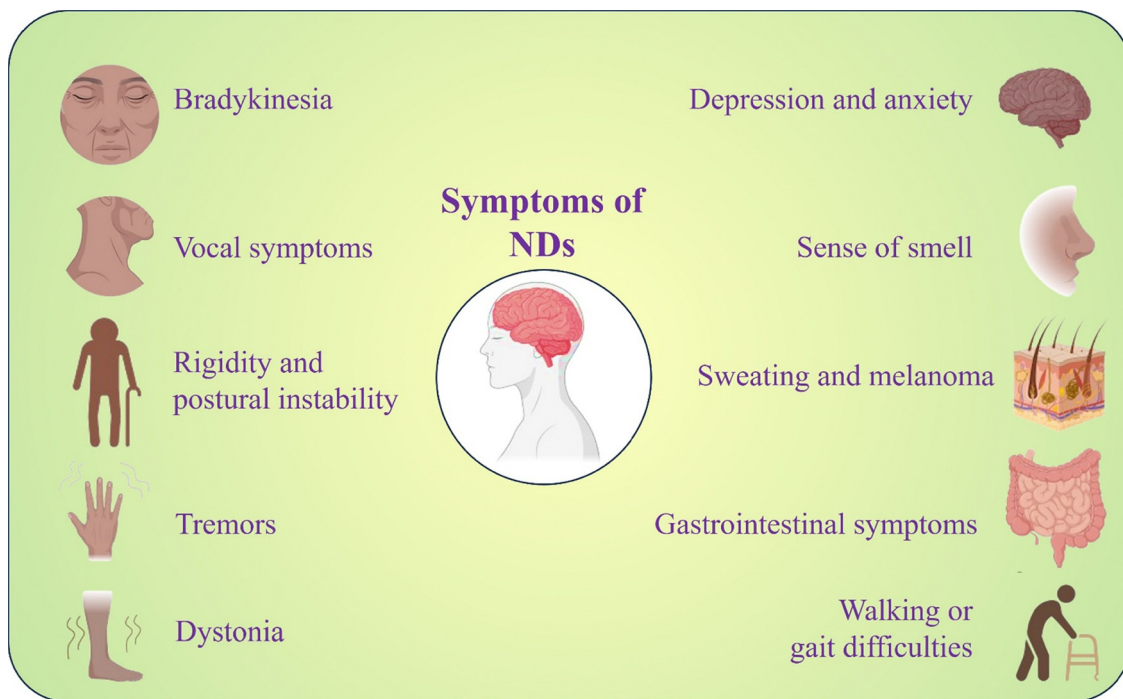 Symptoms of
NDs
Bradykinesia
Vocal symptoms
Rigidity and
postural instability
Tremors
Dystonia
Depression and anxiety
Sense of smell
Sweating and melanoma
Gastrointestinal symptoms
Walking or
gait difficulties